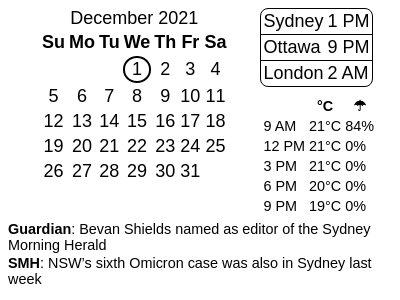 December 2021
Su Mo Tu We Th Fr Sa
1 2 3 4
5 6 7 8 9 10 11
12 13 14 15 16 17 18
19 20 21 22 23 24 25
26 27 28 29 30 31
Sydney 1 PM
Ottawa 9 PM
London 2 AM
°C ☂
9 AM 21°C 84%
12 PM 21°C 0%
3 PM 21°C 0%
6 PM 20°C 0%
9 PM 19°C 0%
Guardian: Bevan Shields named as editor of the Sydney
Morning Herald
SMH: NSW's sixth Omicron case was also in Sydney last
week